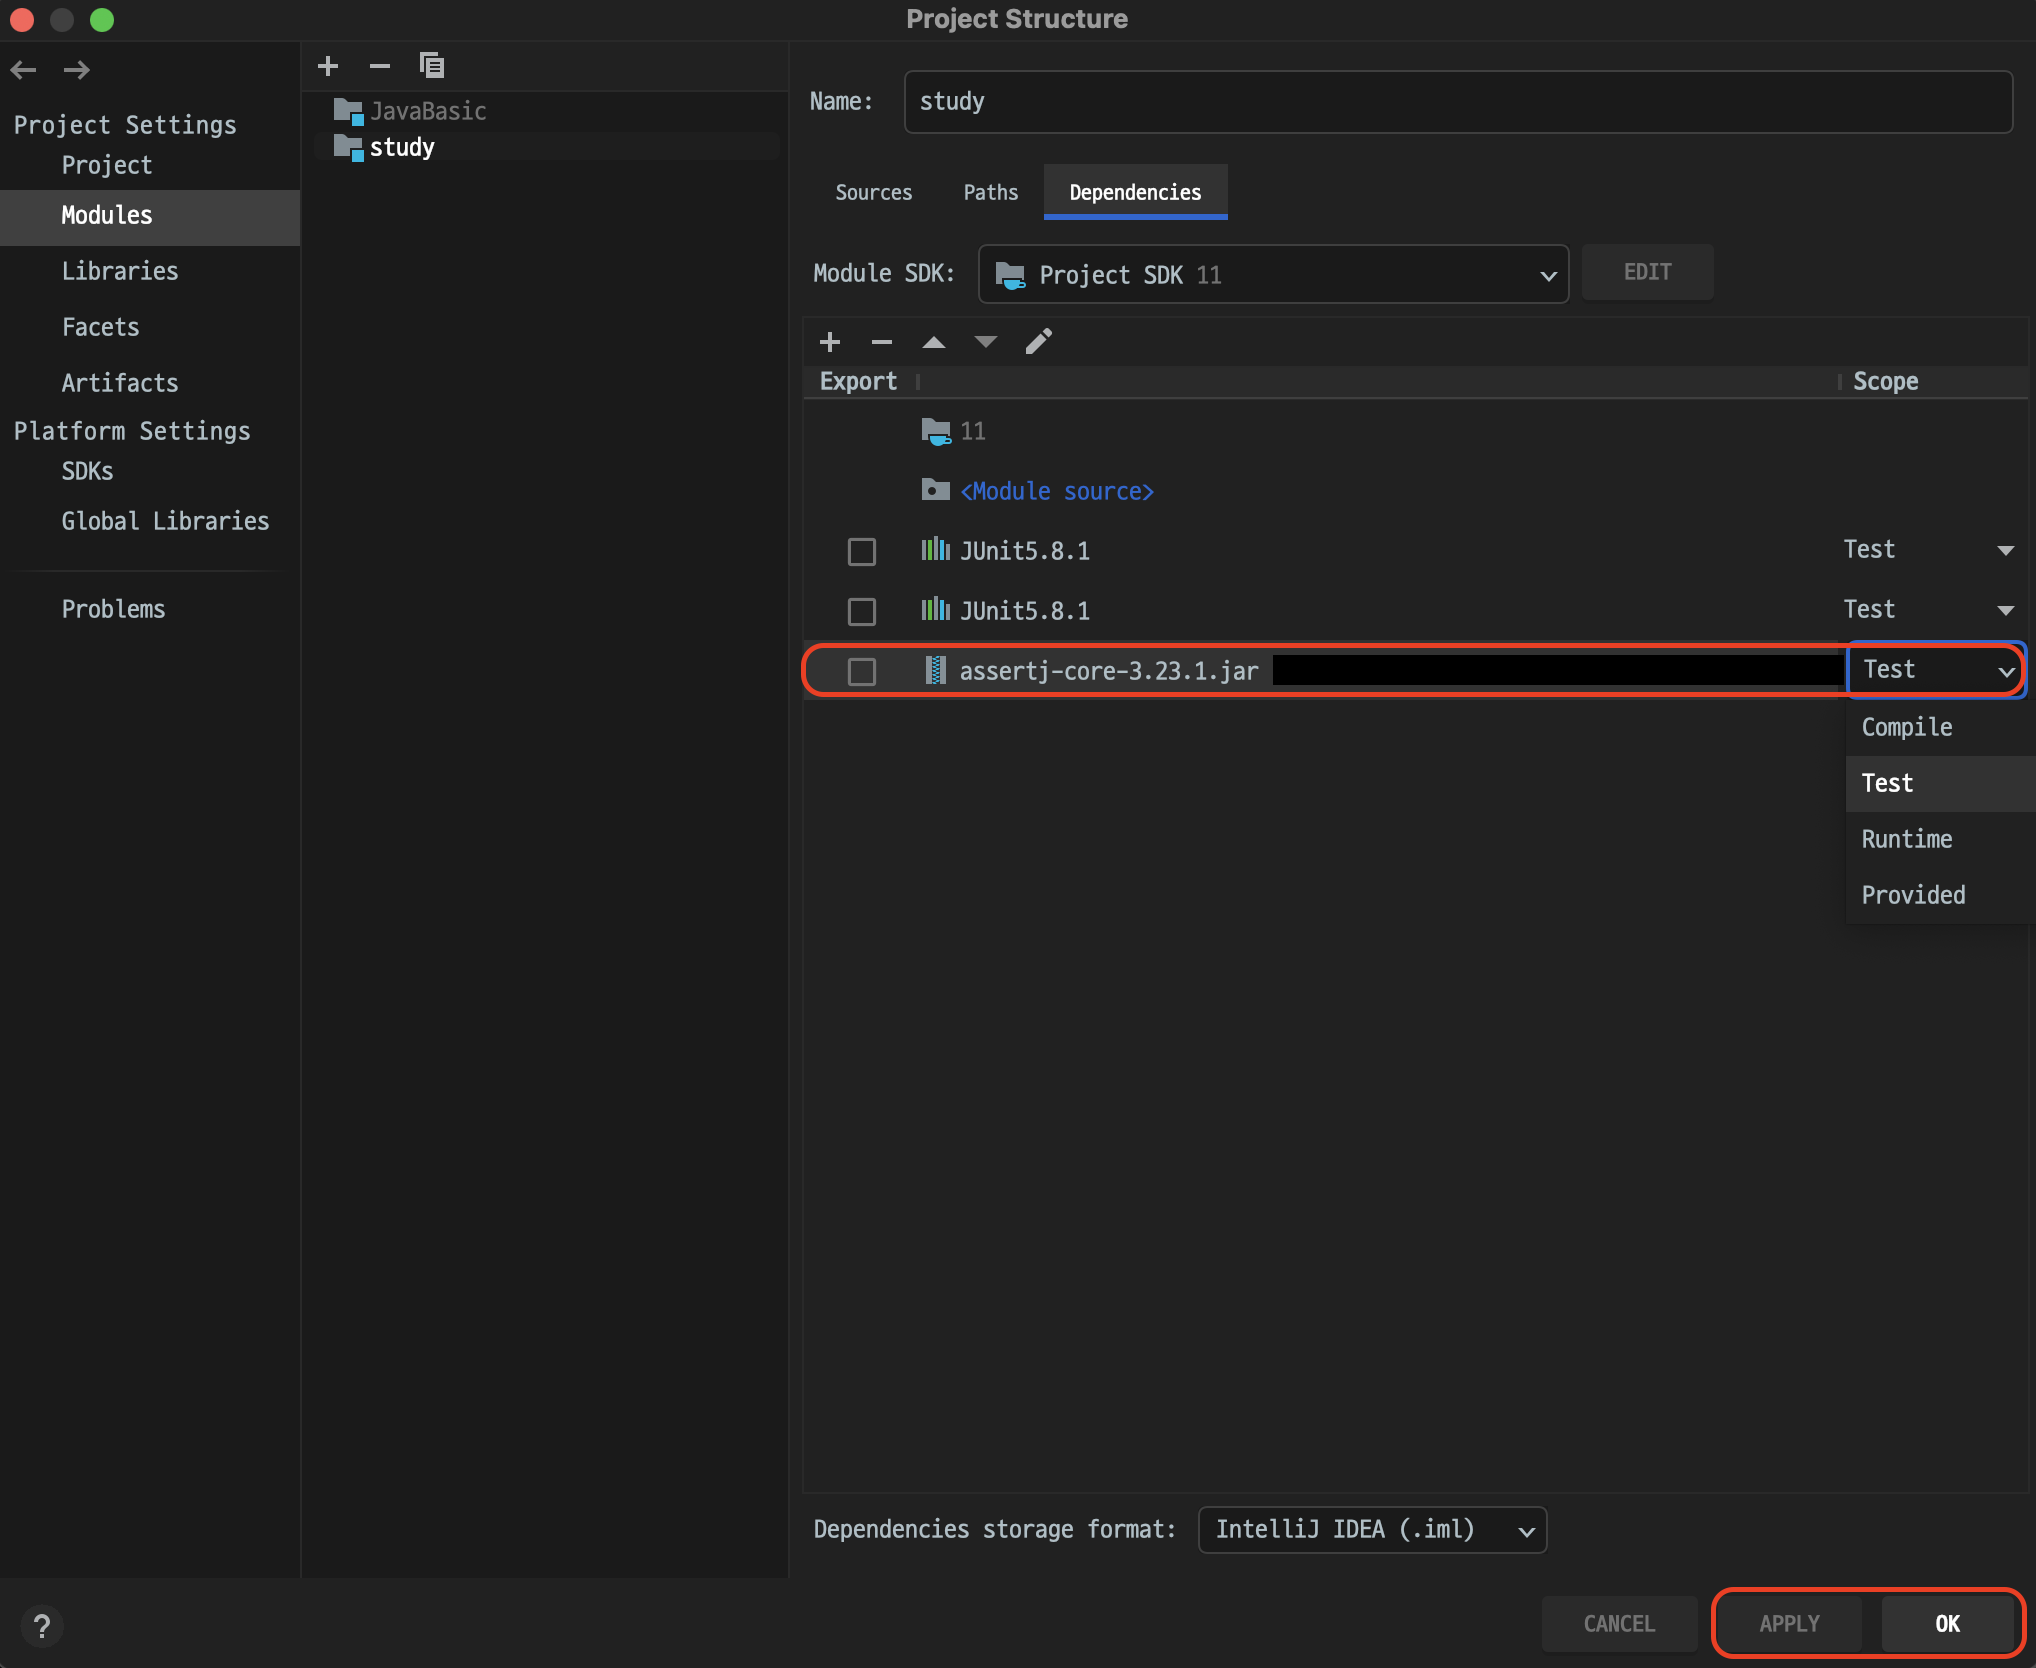 Project Structure
Project Settings
Project
Modules
Libraries
Facets
Artifacts
Platform Settings
SDKs
Global Libraries
Problems
JavaBasic
study
Name: study
Sources Paths Dependencies
Module SDK: Project SDK 11 EDIT
Export Scope
11
<Module source>
JUnit5.8.1 Test
JUnit5.8.1 Test
assertj-core-3.23.1.jar Test
Compile
Test
Runtime
Provided
Dependencies storage format: IntelliJ IDEA (.iml)
? CANCEL APPLY OK